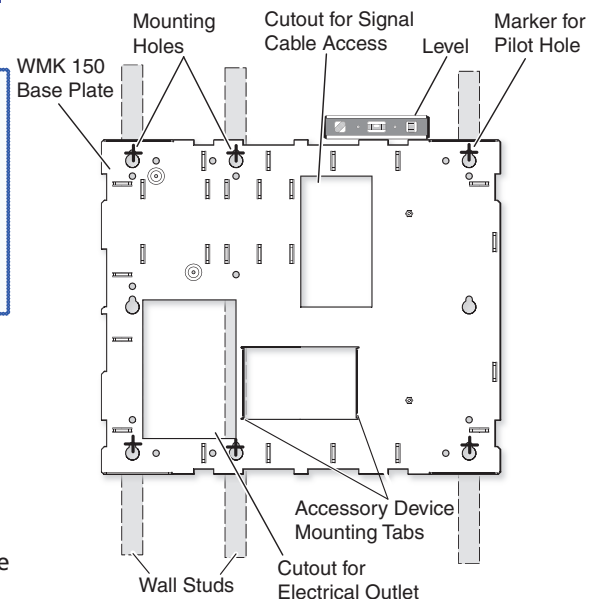 Mounting
Holes
Cutout for Signal
Cable Access
Level
Marker for
Pilot Hole
WMK 150
Base Plate
Accessory Device
Mounting Tabs
Cutout for
Electrical Outlet
Wall Studs
e